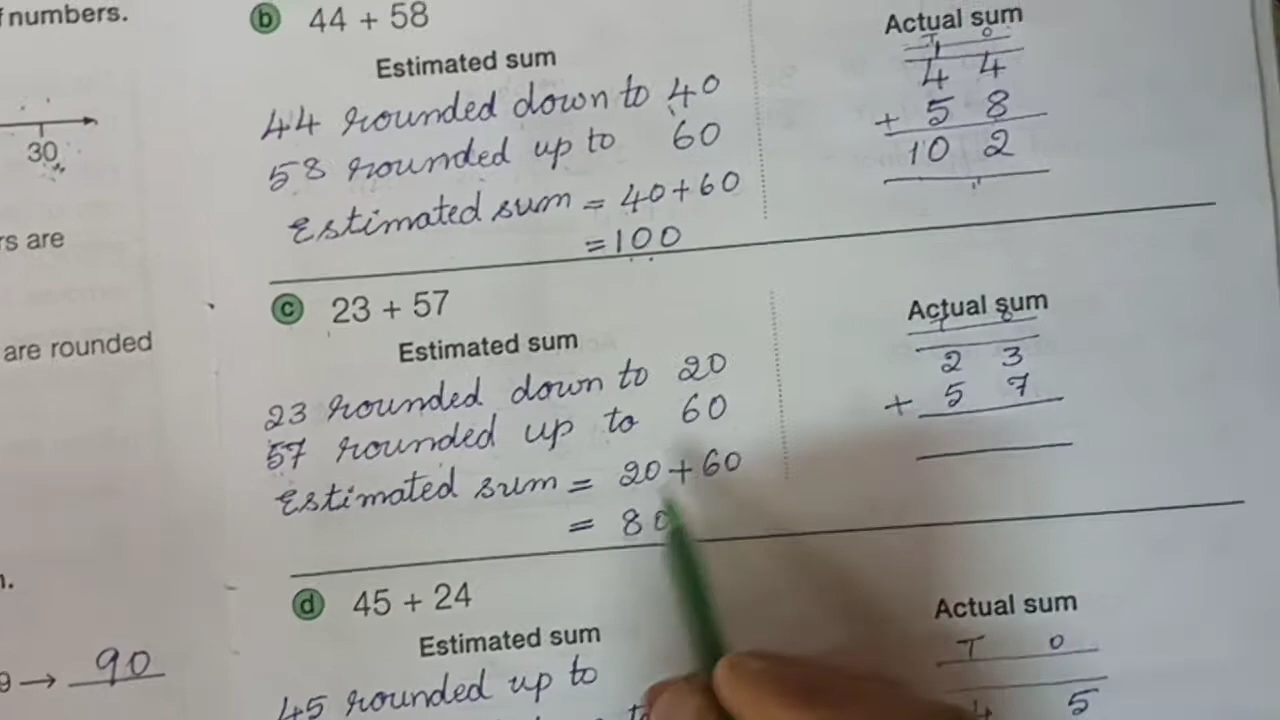 f numbers.
30
rs are
are rounded
n.
9 → 90
b 44 + 58
Estimated sum
44 rounded down to 40
58 rounded up to 60
Estimated sum = 40+60
=100
Actual sum
T O
1
4 4
+ 5 8
10 2
c 23 + 57
Estimated sum
23 rounded down to 20
57 rounded up to 60
Estimated sum = 20+60
= 80
Actual sum
T O
2 3
+ 5 7
d 45 + 24
Estimated sum
45 rounded up to
Actual sum
T O
4 5